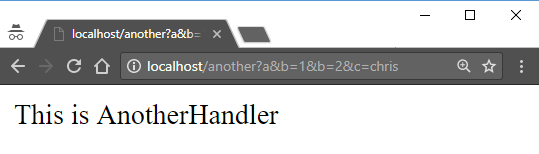 localhost/another?a&b=
localhost/another?a&b=1&b=2&c=chris
This is AnotherHandler